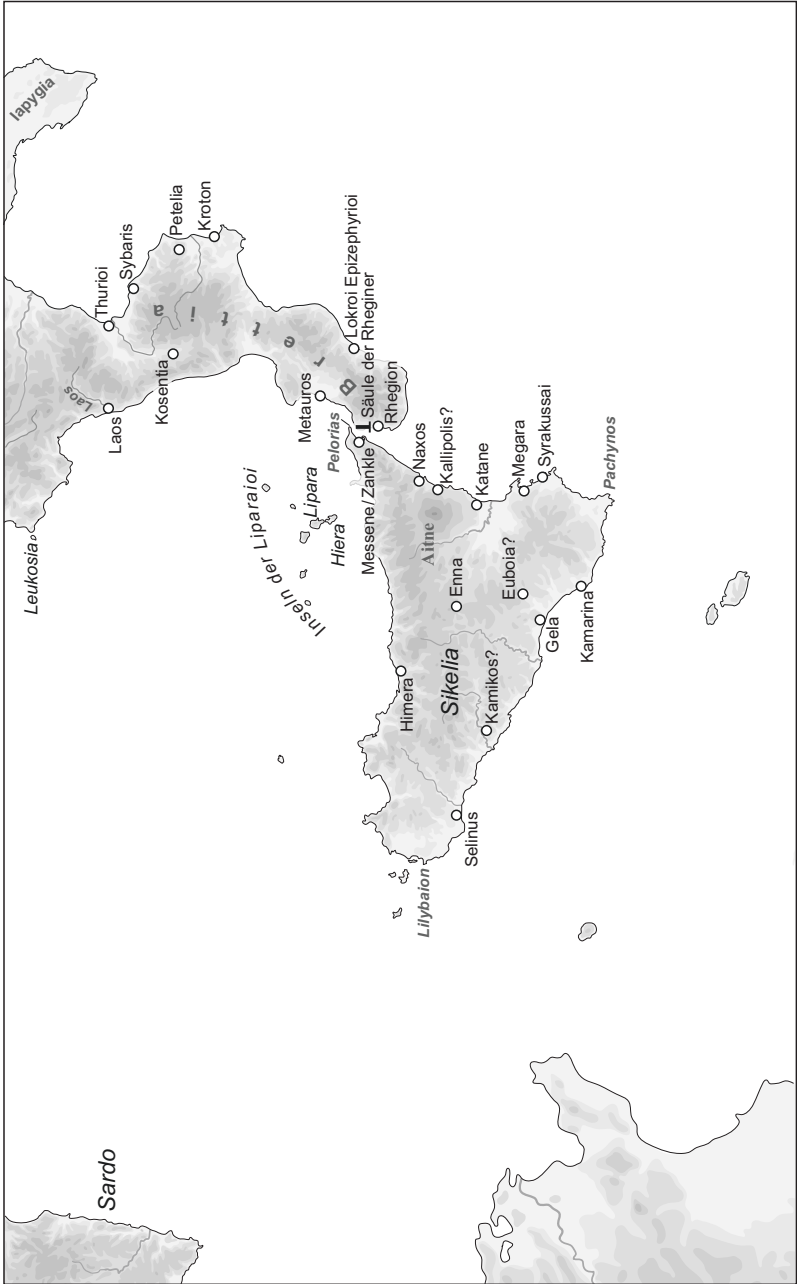 Iapygia
Thurioi
Sybaris
Petelia
Kroton
Laos
Laos
Kosentia
Brettia
Lokroi Epizephyrioi
Säule der Rheginer
Rhegion
Metauros
Pelorias
Messene/Zankle
Leukosia
Inseln der Liparaioi
Lipara
Hiera
Naxos
Kallipolis?
Katane
Megara
Syrakussai
Pachynos
Aitne
Enna
Euboia?
Sikelia
Himera
Kamikos?
Gela
Kamarina
Selinus
Lilybaion
Sardo